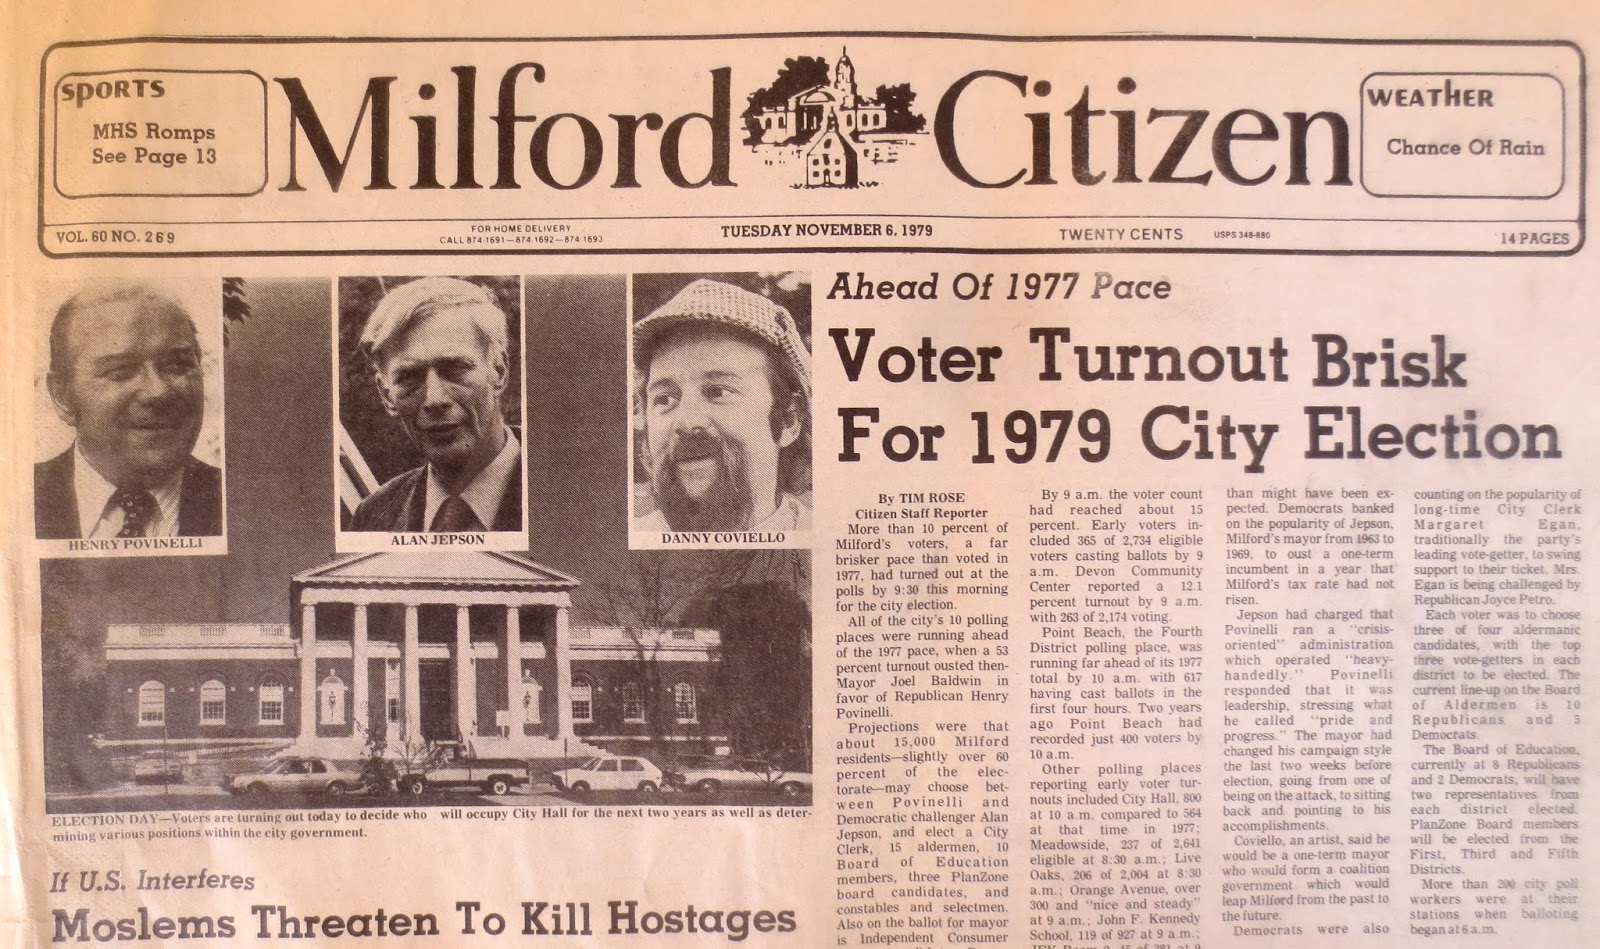 SPORTS
MHS Romps
See Page 13
Milford Citizen
WEATHER
Chance Of Rain
VOL. 60 NO. 269
FOR HOME DELIVERY
CALL 874-1691—874-1692—874-1693
TUESDAY NOVEMBER 6, 1979
TWENTY CENTS
USPS 348-880
14 PAGES
HENRY POVINELLI
ALAN JEPSON
DANNY COVIELLO
ELECTION DAY—Voters are turning out today to decide who will occupy City Hall for the next two years as well as deter-
mining various positions within the city government.
If U.S. Interferes
Moslems Threaten To Kill Hostages
Ahead Of 1977 Pace
Voter Turnout Brisk
For 1979 City Election
By TIM ROSE
Citizen Staff Reporter
More than 10 percent of
Milford's voters, a far
brisker pace than voted in
1977, had turned out at the
polls by 9:30 this morning
for the city election.
All of the city's 10 polling
places were running ahead
of the 1977 pace, when a 53
percent turnout ousted then-
Mayor Joel Baldwin in
favor of Republican Henry
Povinelli.
Projections were that
about 15,000 Milford
residents—slightly over 60
percent of the elec-
torate—may choose bet-
ween Povinelli and
Democratic challenger Alan
Jepson, and elect a City
Clerk, 15 aldermen, 10
Board of Education
members, three PlanZone
board candidates, and
constables and selectmen.
Also on the ballot for mayor
is Independent Consumer
By 9 a.m. the voter count
had reached about 15
percent. Early voters in-
cluded 365 of 2,734 eligible
voters casting ballots by 9
a.m. Devon Community
Center reported a 12.1
percent turnout by 9 a.m.
with 263 of 2,174 voting.
Point Beach, the Fourth
District polling place, was
running far ahead of its 1977
total by 10 a.m. with 617
having cast ballots in the
first four hours. Two years
ago Point Beach had
recorded just 400 voters by
10 a.m.
Other polling places
reporting early voter tur-
nouts included City Hall, 800
at 10 a.m. compared to 564
at that time in 1977;
Meadowside, 237 of 2,641
eligible at 8:30 a.m.; Live
Oaks, 206 of 2,004 at 8:30
a.m.; Orange Avenue, over
300 and "nice and steady"
at 9 a.m.; John F. Kennedy
School, 119 of 927 at 9 a.m.;
than might have been ex-
pected. Democrats banked
on the popularity of Jepson,
Milford's mayor from 1963 to
1969, to oust a one-term
incumbent in a year that
Milford's tax rate had not
risen.
Jepson had charged that
Povinelli ran a "crisis-
oriented" administration
which operated "heavy-
handedly." Povinelli
responded that it was
leadership, stressing what
he called "pride and
progress." The mayor had
changed his campaign style
the last two weeks before
election, going from one of
being on the attack, to sitting
back and pointing to his
accomplishments.
Coviello, an artist, said he
would be a one-term mayor
who would form a coalition
government which would
leap Milford from the past to
the future.
Democrats were also
counting on the popularity of
long-time City Clerk
Margaret Egan,
traditionally the party's
leading vote-getter, to swing
support to their ticket. Mrs.
Egan is being challenged by
Republican Joyce Petro.
Each voter was to choose
three of four aldermanic
candidates, with the top
three vote-getters in each
district to be elected. The
current line-up on the Board
of Aldermen is 10
Republicans and 5
Democrats.
The Board of Education,
currently at 8 Republicans
and 2 Democrats, will have
two representatives from
each district elected.
PlanZone Board members
will be elected from the
First, Third and Fifth
Districts.
More than 200 city poll
workers were at their
stations when balloting
began at 6 a.m.